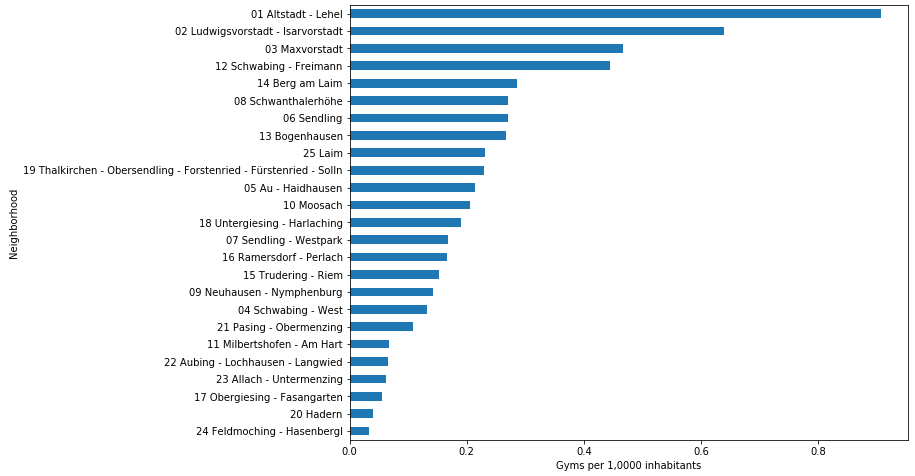 01 Altstadt - Lehel
02 Ludwigsvorstadt - Isarvorstadt
03 Maxvorstadt
12 Schwabing - Freimann
14 Berg am Laim
08 Schwanthalerhöhe
06 Sendling
13 Bogenhausen
25 Laim
19 Thalkirchen - Obersendling - Forstenried - Fürstenried - Solln
05 Au - Haidhausen
10 Moosach
18 Untergiesing - Harlaching
07 Sendling - Westpark
16 Ramersdorf - Perlach
15 Trudering - Riem
09 Neuhausen - Nymphenburg
04 Schwabing - West
21 Pasing - Obermenzing
11 Milbertshofen - Am Hart
22 Aubing - Lochhausen - Langwied
23 Allach - Untermenzing
17 Obergiesing - Fasangarten
20 Hadern
24 Feldmoching - Hasenbergl
Neighborhood
0.0 0.2 0.4 0.6 0.8
Gyms per 1,0000 inhabitants